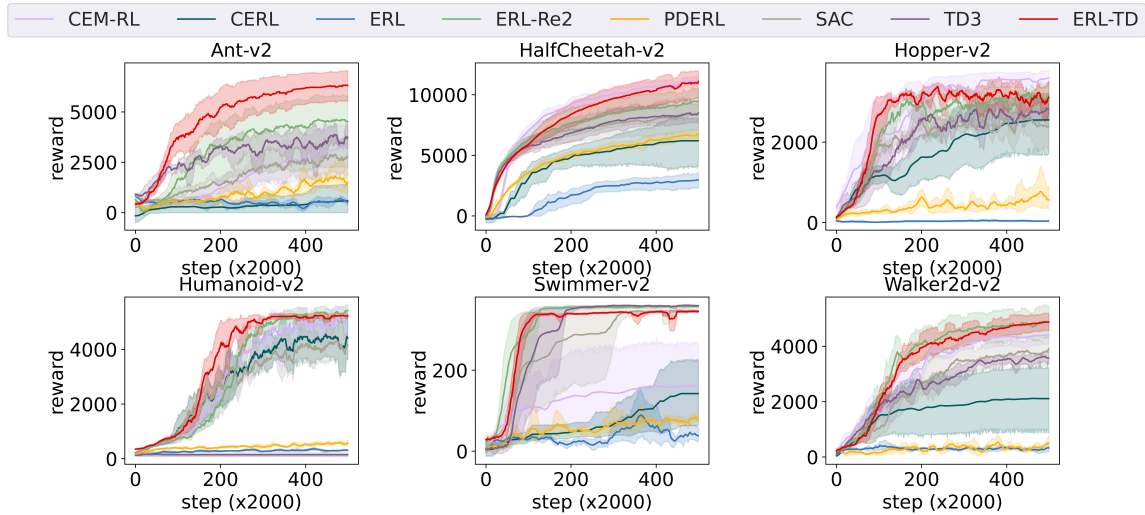 CEM-RL CERL ERL ERL-Re2 PDERL SAC TD3 ERL-TD
Ant-v2 HalfCheetah-v2 Hopper-v2
reward 5000 2500 0
reward 10000 5000 0
reward 2000 0
0 200 400 0 200 400 0 200 400
step (x2000) step (x2000) step (x2000)
Humanoid-v2 Swimmer-v2 Walker2d-v2
reward 4000 2000 0
reward 200 0
reward 4000 2000 0
0 200 400 0 200 400 0 200 400
step (x2000) step (x2000) step (x2000)